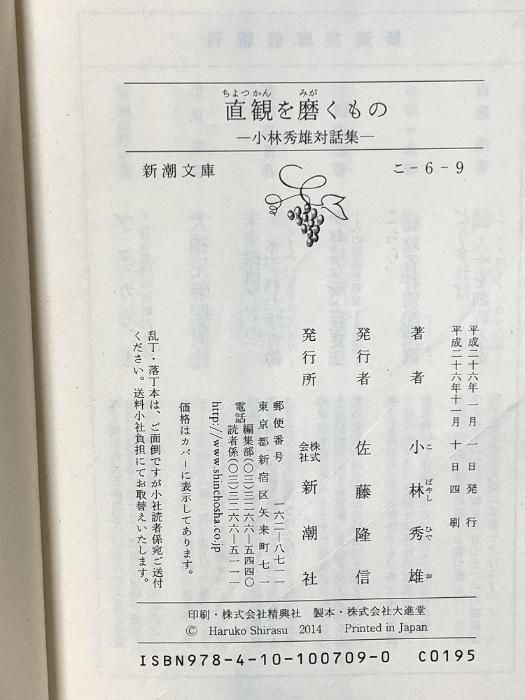 ちよつかん みが
直観を磨くもの
―小林秀雄対話集―
新潮文庫
こ-6-9
平成二十六年一月一日発行
平成二十六年十一月十日四刷
著者 小林秀雄
こばやしひでお
発行者 佐藤隆信
発行所 株式会社 新潮社
郵便番号 一六二―八七一一
東京都新宿区矢来町七一
電話 編集部(〇三)三二六六―五四四〇
読者係(〇三)三二六六―五一一一
http://www.shinchosha.co.jp
価格はカバーに表示してあります。
乱丁・落丁本は、ご面倒ですが小社読者係宛ご送付
ください。送料小社負担にてお取替えいたします。
印刷・株式会社精興社 製本・株式会社大進堂
© Haruko Shirasu 2014 Printed in Japan
ISBN978-4-10-100709-0 C0195